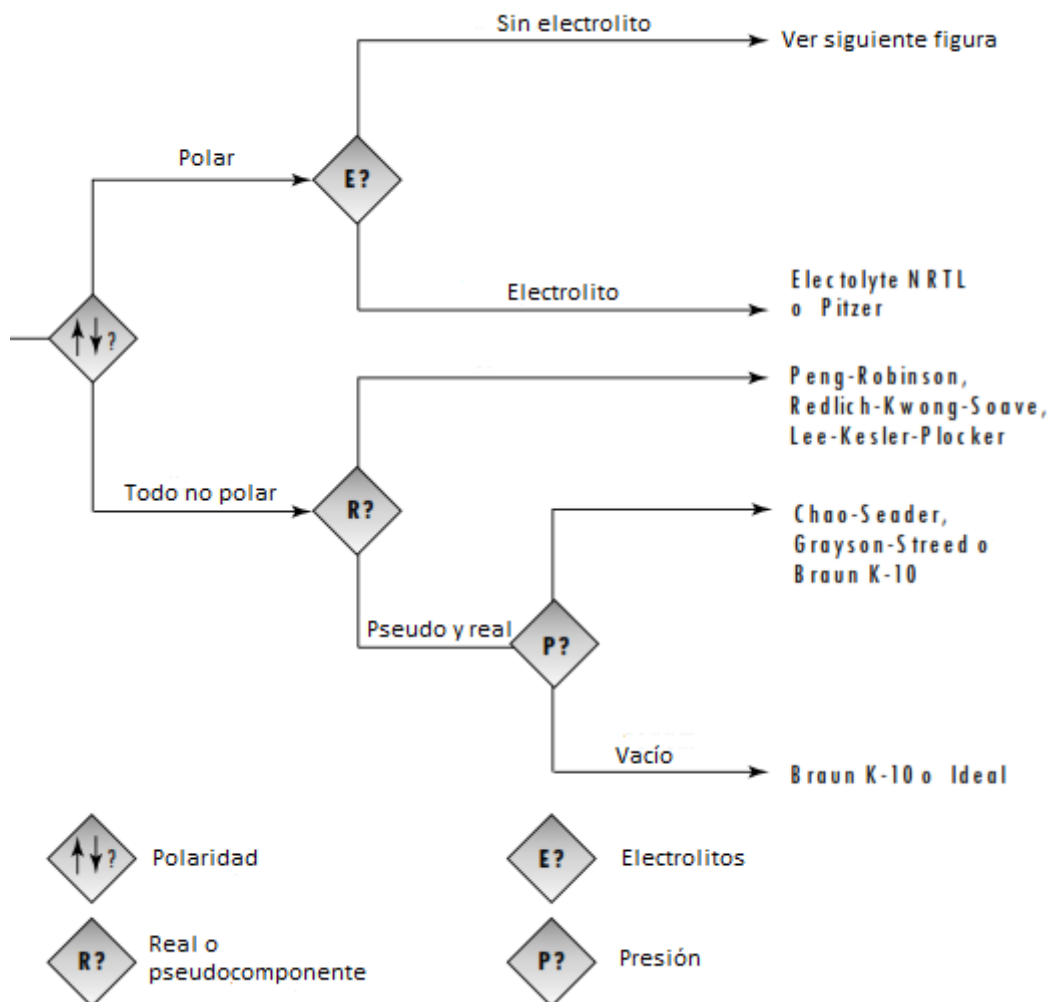 Sin electrolito
Ver siguiente figura
Polar
E?
Electrolito
Electolyte NRTL
o Pitzer
?
Peng-Robinson,
Redlich-Kwong-Soave,
Lee-Kesler-Plocker
Todo no polar
R?
Chao-Seader,
Grayson-Streed o
Braun K-10
Pseudo y real
P?
Vacío
Braun K-10 o Ideal
?
Polaridad
E?
Electrolitos
R?
Real o
pseudocomponente
P?
Presión